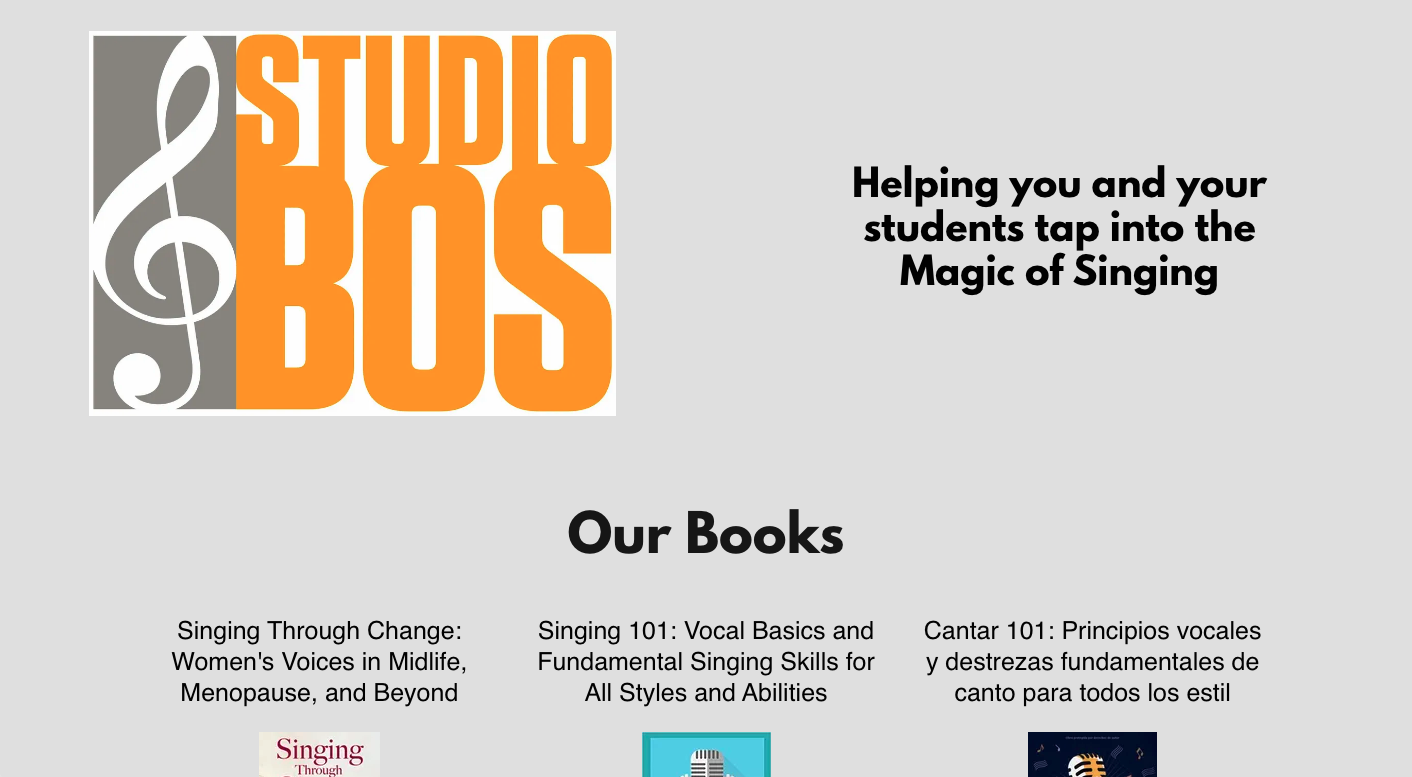 STUDIO
BOS
Helping you and your
students tap into the
Magic of Singing
Our Books
Singing Through Change:
Women's Voices in Midlife,
Menopause, and Beyond
Singing 101: Vocal Basics and
Fundamental Singing Skills for
All Styles and Abilities
Cantar 101: Principios vocales
y destrezas fundamentales de
canto para todos los estil
Singing
Through